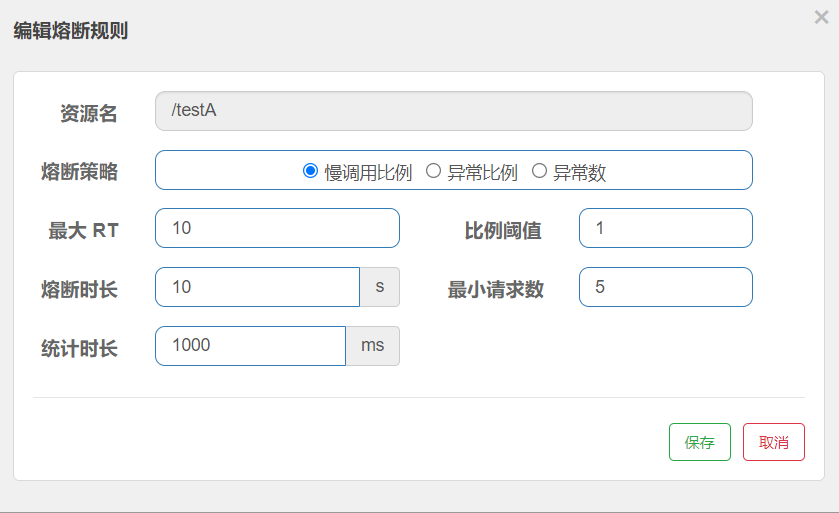 编辑熔断规则
×
资源名 /testA
熔断策略 慢调用比例 异常比例 异常数
最大 RT 10 比例阈值 1
熔断时长 10 s 最小请求数 5
统计时长 1000 ms
保存 取消